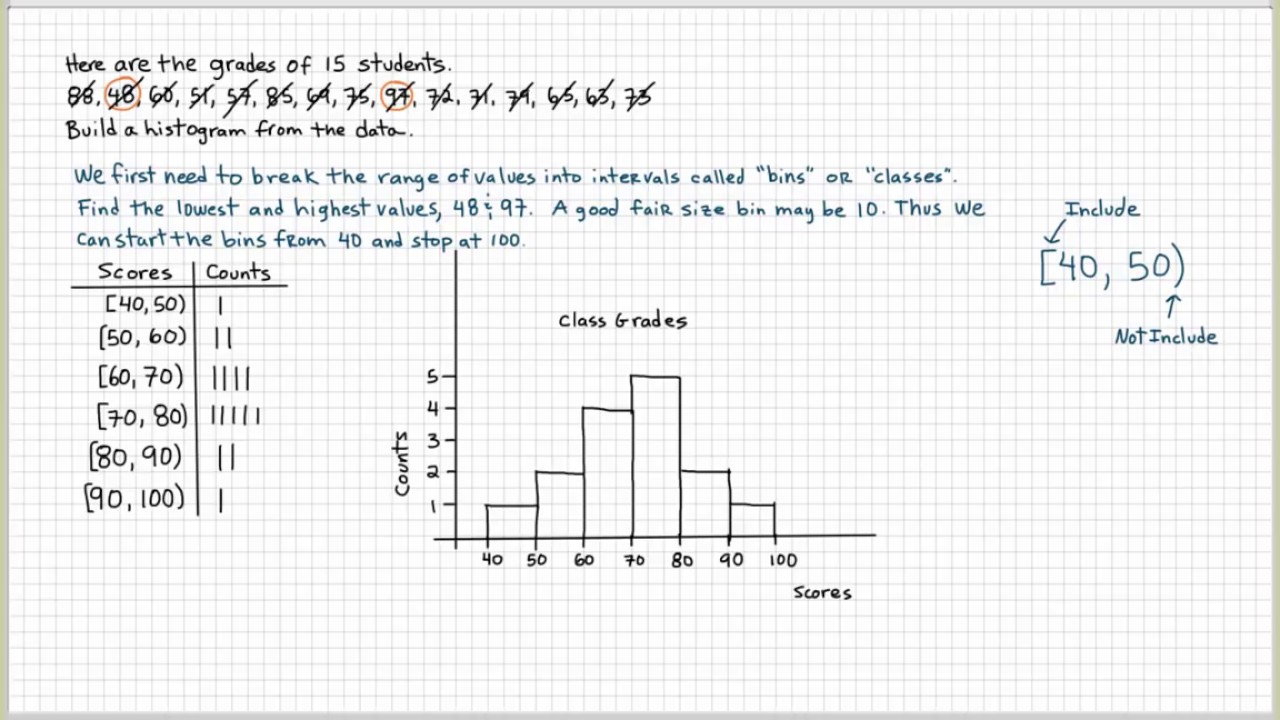 Here are the grades of 15 students.
88, 48, 60, 51, 57, 85, 69, 75, 97, 72, 71, 79, 65, 63, 73
Build a histogram from the data.
We first need to break the range of values into intervals called "bins" OR "classes".
Find the lowest and highest values, 48 & 97. A good fair size bin may be 10. Thus we
can start the bins from 40 and stop at 100.
Include
[40, 50)
Not Include
Scores Counts
[40,50) |
[50, 60) ||
[60, 70) ||||
[70, 80) |||||
[80, 90) ||
[90, 100) |
Class Grades
5
4
3
2
1
Counts
40 50 60 70 80 90 100
Scores